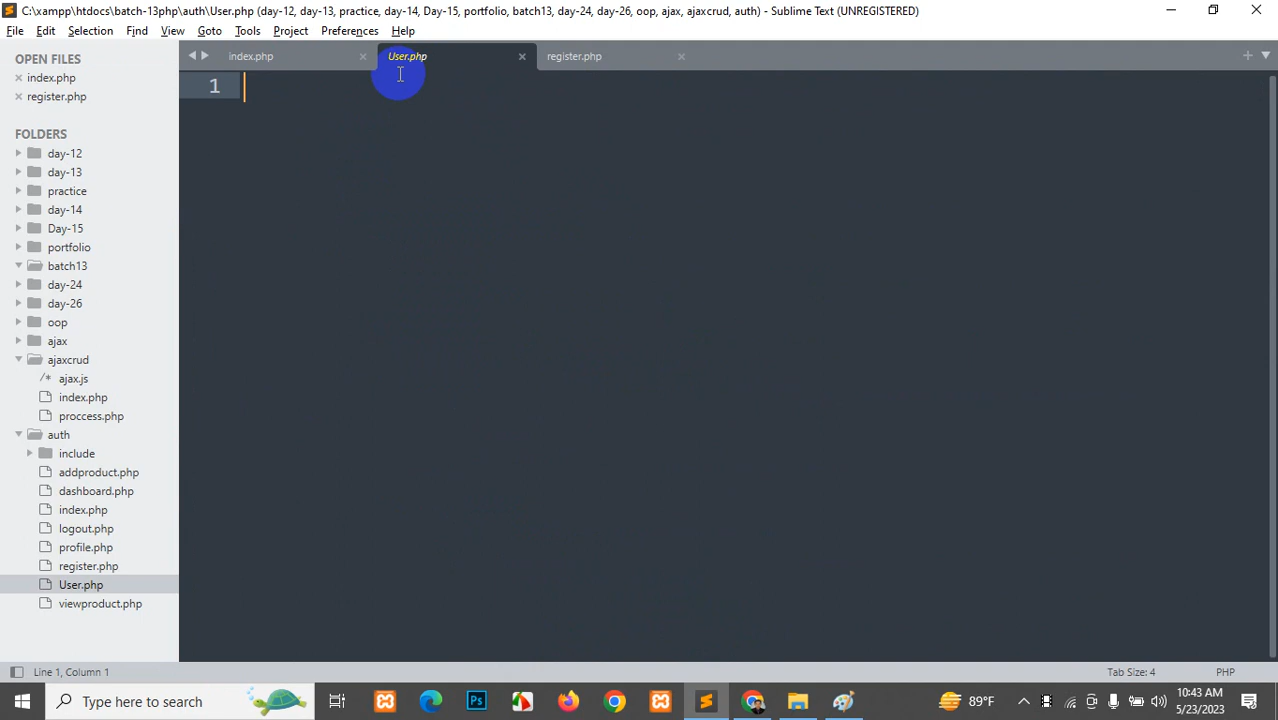 C:\xampp\htdocs\batch-13php\auth\User.php (day-12, day-13, practice, day-14, Day-15, portfolio, batch13, day-24, day-26, oop, ajax, ajaxcrud, auth) - Sublime Text (UNREGISTERED)
File Edit Selection Find View Goto Tools Project Preferences Help
OPEN FILES
index.php
register.php
FOLDERS
day-12
day-13
practice
day-14
Day-15
portfolio
batch13
day-24
day-26
oop
ajax
ajaxcrud
/* ajax.js
index.php
proccess.php
auth
include
addproduct.php
dashboard.php
index.php
logout.php
profile.php
register.php
User.php
viewproduct.php
index.php User.php register.php
1
Line 1, Column 1 Tab Size: 4 PHP
Type here to search Ps 89°F 10:43 AM
5/23/2023